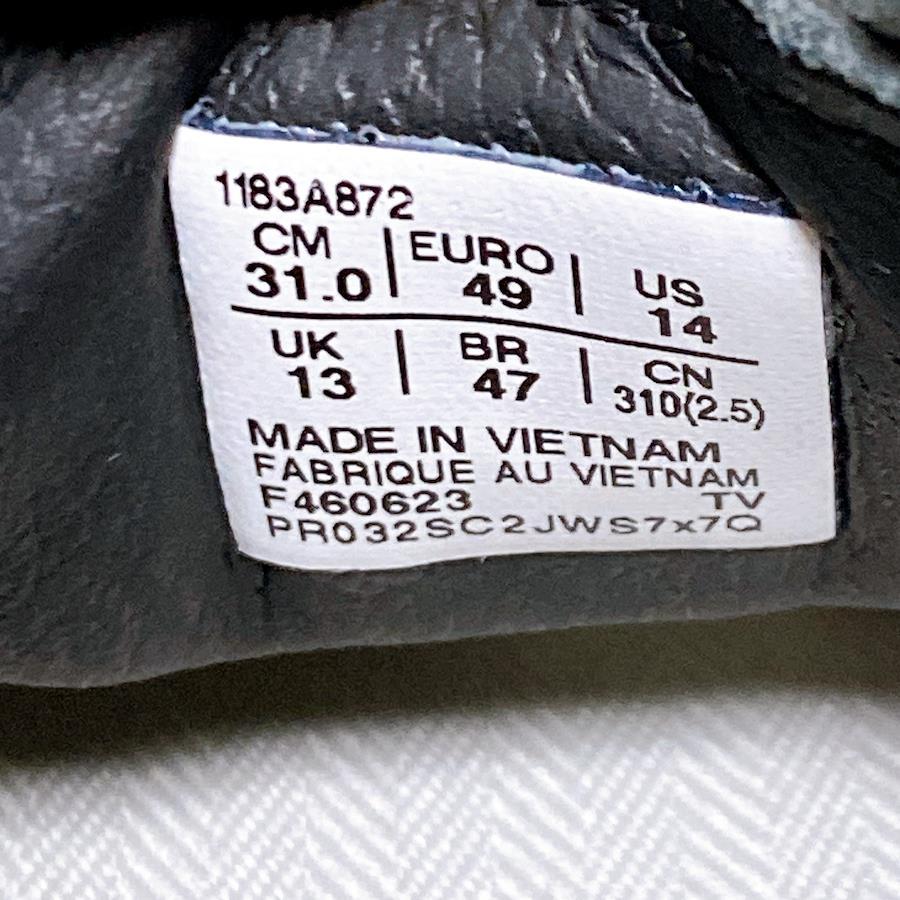 1183A872
CM | EURO | US
31.0 | 49 | 14
UK | BR | CN
13 | 47 | 310(2.5)
MADE IN VIETNAM
FABRIQUE AU VIETNAM
F460623 TV
PR032SC2JWS7x7Q